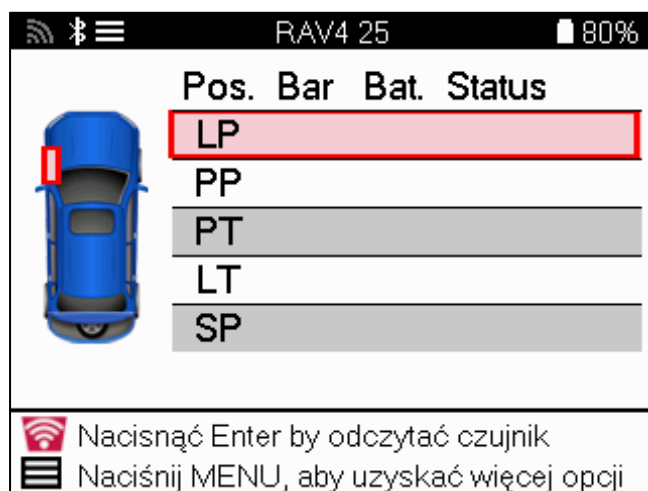 RAV4 25 80%
Pos. Bar Bat. Status
LP
PP
PT
LT
SP
Nacisnąć Enter by odczytać czujnik
Naciśnij MENU, aby uzyskać więcej opcji